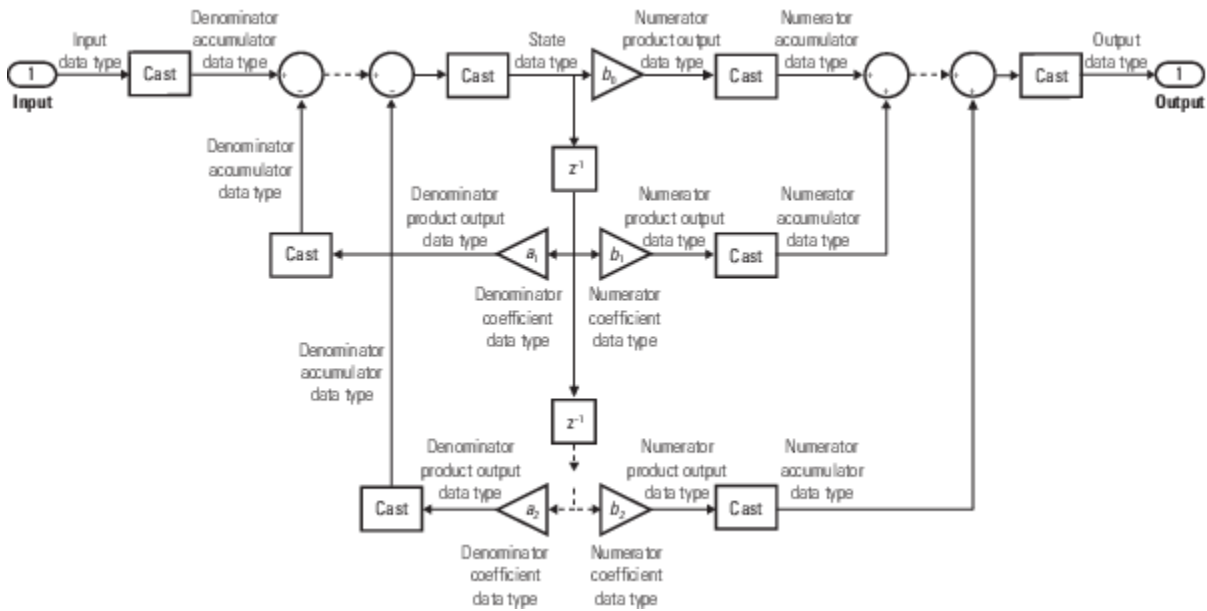 Input
data type
1
Input
Cast
Denominator
accumulator
data type
+
−
+
−
Cast
State
data type
b0
Numerator
product output
data type
Cast
Numerator
accumulator
data type
+
+
+
+
Cast
Output
data type
1
Output
Denominator
accumulator
data type
z-1
Cast
Denominator
product output
data type
a1
b1
Numerator
product output
data type
Cast
Numerator
accumulator
data type
Denominator
coefficient
data type
Numerator
coefficient
data type
Denominator
accumulator
data type
z-1
Cast
Denominator
product output
data type
a2
b2
Numerator
product output
data type
Cast
Numerator
accumulator
data type
Denominator
coefficient
data type
Numerator
coefficient
data type